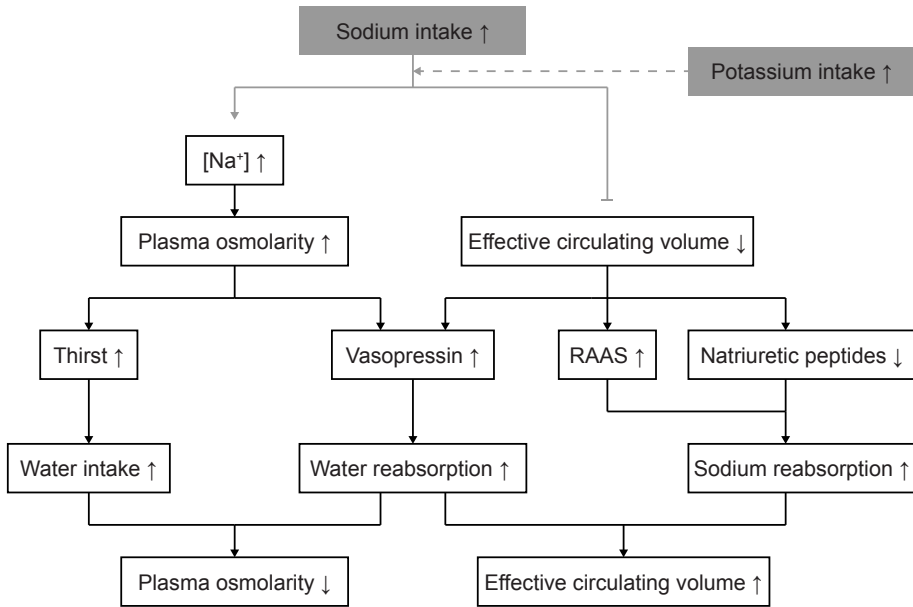 Sodium intake ↑
Potassium intake ↑
[Na⁺] ↑
Plasma osmolarity ↑
Effective circulating volume ↓
Thirst ↑
Vasopressin ↑
RAAS ↑
Natriuretic peptides ↓
Water intake ↑
Water reabsorption ↑
Sodium reabsorption ↑
Plasma osmolarity ↓
Effective circulating volume ↑